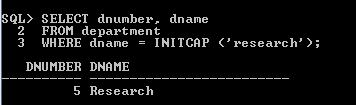 SQL> SELECT dnumber, dname
  2  FROM department
  3  WHERE dname = INITCAP ('research');
   DNUMBER DNAME
---------- -------------------------
         5 Research